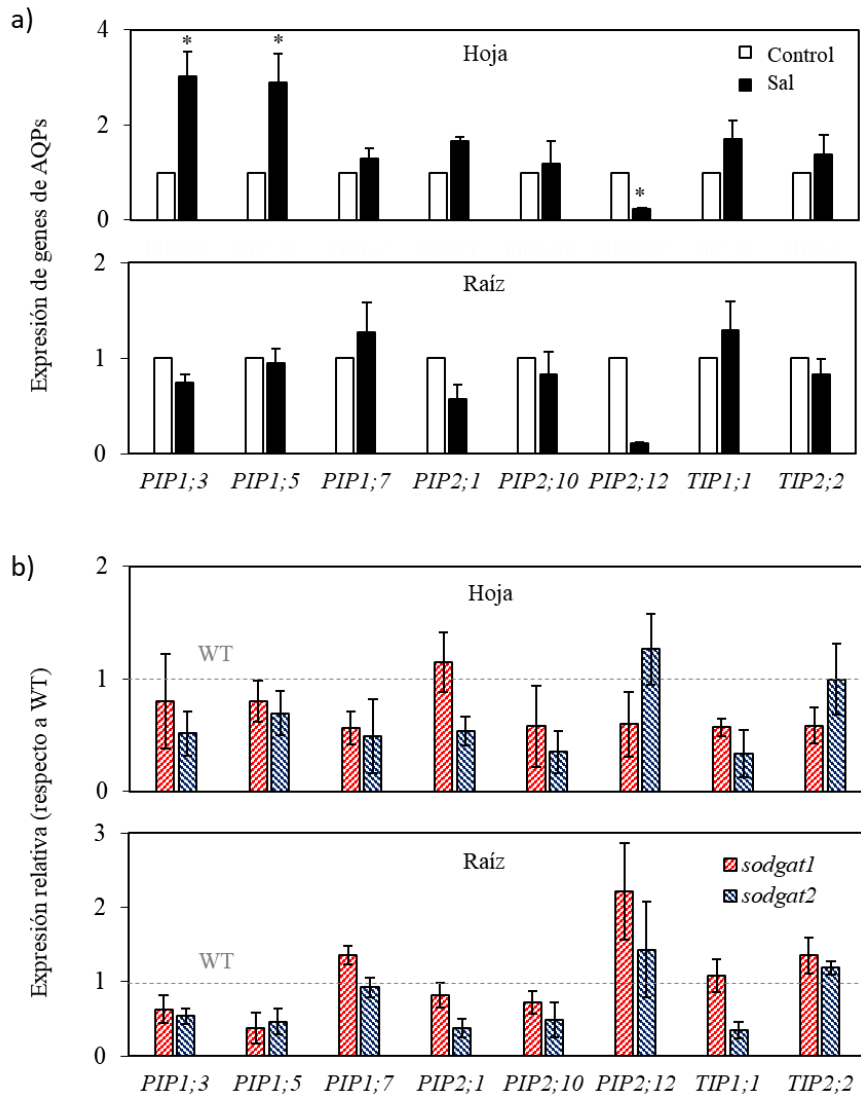 a)
Expresión de genes de AQPs
4
2
0
Hoja
Control
Sal
*
*
*
2
1
0
Raíz
PIP1;3 PIP1;5 PIP1;7 PIP2;1 PIP2;10 PIP2;12 TIP1;1 TIP2;2
b)
Expresión relativa (respecto a WT)
2
1
0
Hoja
WT
3
2
1
0
Raíz
WT
sodgat1
sodgat2
PIP1;3 PIP1;5 PIP1;7 PIP2;1 PIP2;10 PIP2;12 TIP1;1 TIP2;2